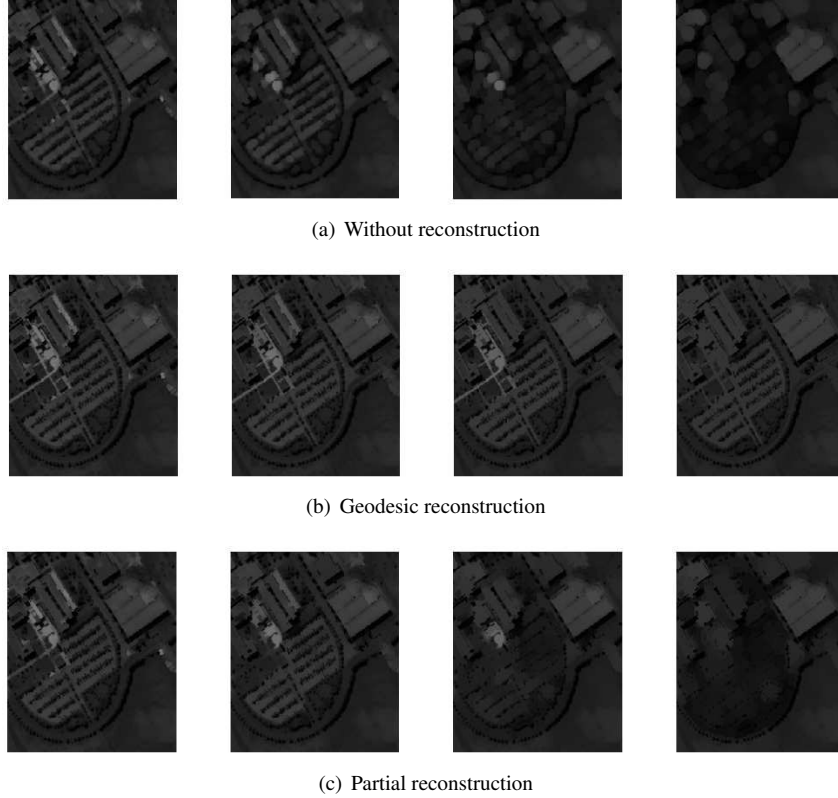 (a) Without reconstruction
(b) Geodesic reconstruction
(c) Partial reconstruction